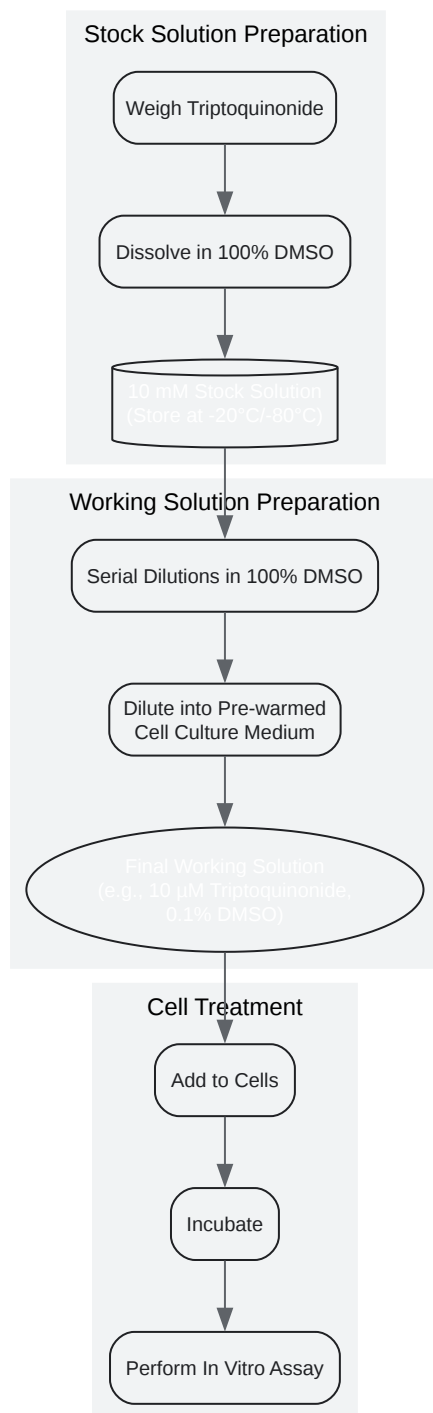 Stock Solution Preparation
Weigh Triptoquinonide
Dissolve in 100% DMSO
10 mM Stock Solution
(Store at -20°C/-80°C)
Working Solution Preparation
Serial Dilutions in 100% DMSO
Dilute into Pre-warmed
Cell Culture Medium
Final Working Solution
(e.g., 10 µM Triptoquinonide,
0.1% DMSO)
Cell Treatment
Add to Cells
Incubate
Perform In Vitro Assay